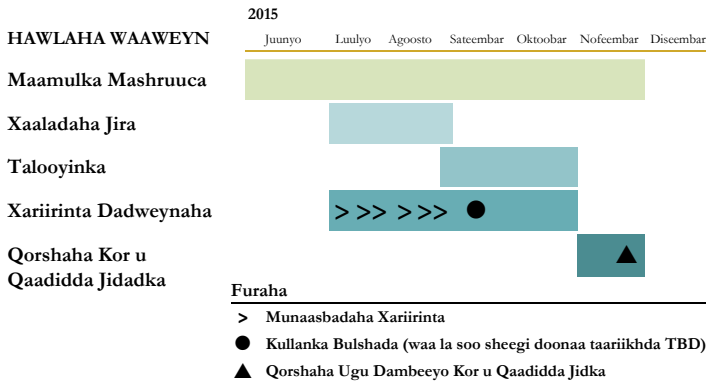 2015
HAWLAHA WAAWEYN Juunyo Luulyo Agoosto Sateembar Oktoobar Nofeembar Diseembar
Maamulka Mashruuca
Xaaladaha Jira
Talooyinka
Xariirinta Dadweynaha > >> > >> ●
Qorshaha Kor u
Qaadidda Jidadka ▲
Furaha
> Munaasbadaha Xariirinta
● Kullanka Bulshada (waa la soo sheegi doonaa taariikhda TBD)
▲ Qorshaha Ugu Dambeeyo Kor u Qaadidda Jidka